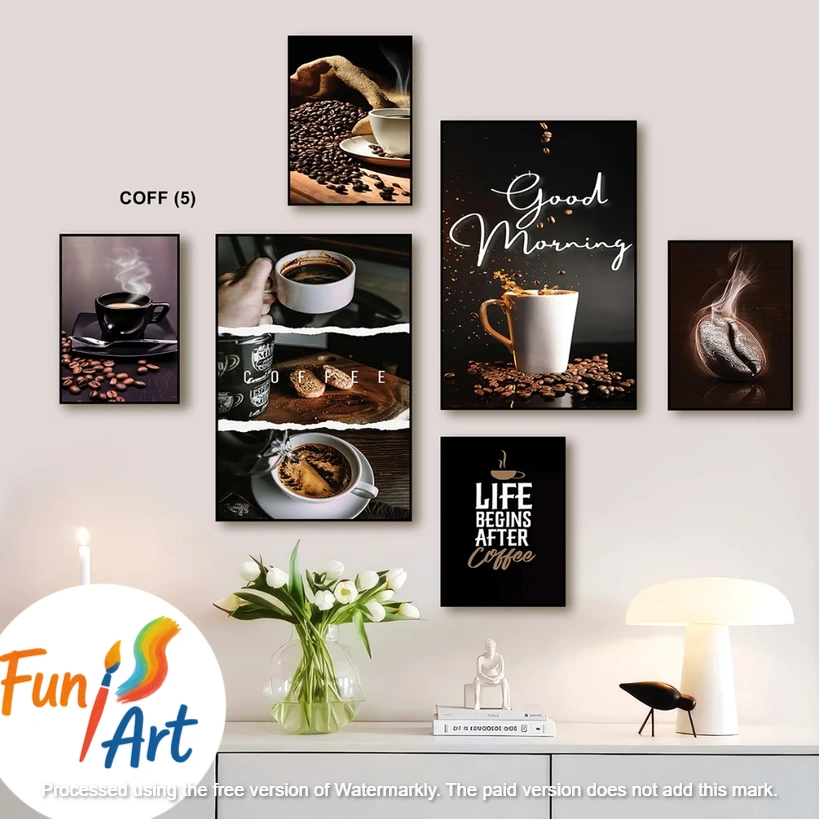 COFF (5)
Good
Morning
COFFEE
LIFE
BEGINS
AFTER
Coffee
Fun
Art
Processed using the free version of Watermarkly. The paid version does not add this mark.